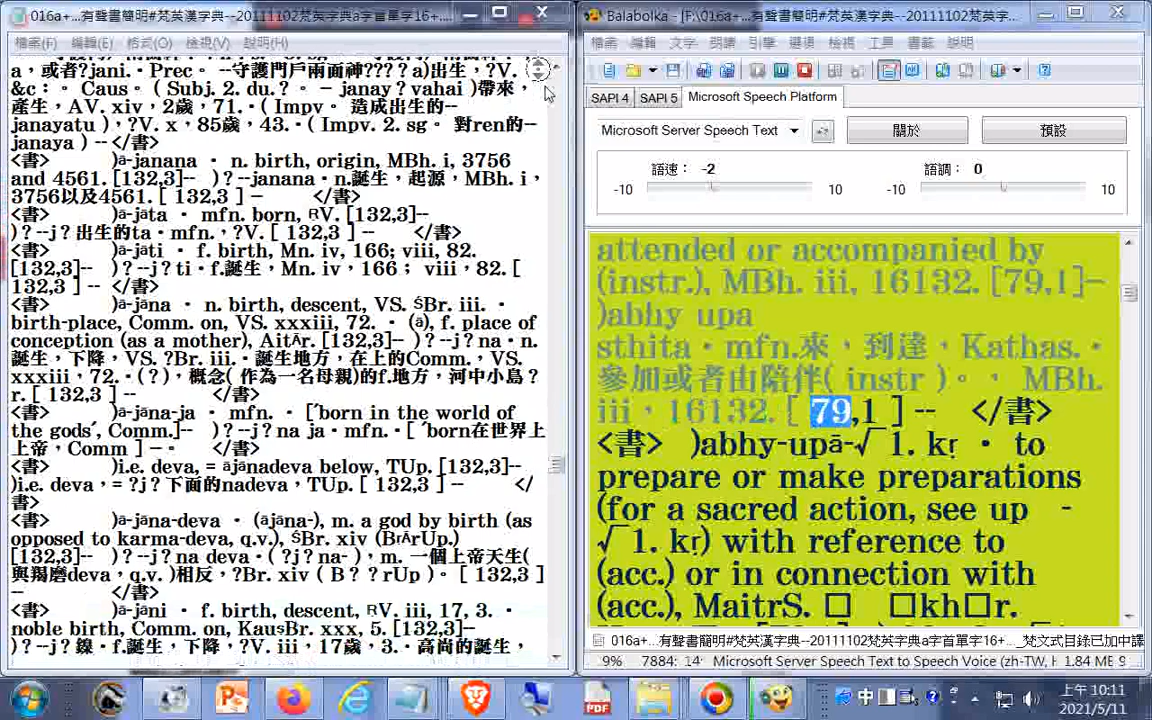 016a+...有聲書簡明#梵英漢字典--20111102梵英字典a字首單字16+...
檔案(F) 編輯(E) 格式(O) 檢視(V) 說明(H)
a，或者?jani.‧Prec。--守護門戶兩面神????a)出生，?V.
&c：。Caus。( Subj. 2. du.?。－janay?vahai )帶來，
產生，AV. xiv，2歲，71.‧( Impv。造成出生的--
janayatu )，?V. x，85歲，43.‧( Impv. 2. sg。對ren的--
janaya ) --</書>
<書> )ā-janana ‧ n. birth, origin, MBh. i, 3756
and 4561. [132,3]-- )?--janana‧n.誕生，起源，MBh. i，
3756以及4561. [ 132,3 ] -- </書>
<書> )ā-jāta ‧ mfn. born, RV. [132,3]--
)?--j?出生的ta‧mfn.，?V. [ 132,3 ] -- </書>
<書> )ā-jāti ‧ f. birth, Mn. iv, 166; viii, 82.
[132,3]-- )?--j?ti‧f.誕生，Mn. iv，166；viii，82. [
132,3 ] -- </書>
<書> )ā-jāna ‧ n. birth, descent, VS. ŚBr. iii. ‧
birth-place, Comm. on, VS. xxxiii, 72. ‧ (ā), f. place of
conception (as a mother), AitĀr. [132,3]-- )?--j?na‧n.
誕生，下降，VS. ?Br. iii.‧誕生地方，在上的Comm.，VS.
xxxiii，72.‧(?)，概念( 作為一名母親)的f.地方，河中小島?
r. [ 132,3 ] -- </書>
<書> )ā-jāna-ja ‧ mfn. ‧ ['born in the world of
the gods', Comm.]-- )?--j?na ja‧mfn.‧[ 'born在世界上
上帝，Comm ] --‧ </書>
<書> )i.e. deva, = ājānadeva below, TUp. [132,3]--
)i.e. deva，= ?j?下面的nadeva，TUp. [ 132,3 ] -- </
書>
<書> )ā-jāna-deva ‧ (ājāna-), m. a god by birth (as
opposed to karma-deva, q.v.), ŚBr. xiv (BrĀrUp.)
[132,3]-- )?--j?na deva‧( ?j?na- )，m. 一個上帝天生(
與羯磨deva，q.v.)相反，?Br. xiv ( B??rUp )。[ 132,3 ]
-- </書>
<書> )ā-jāni ‧ f. birth, descent, RV. iii, 17, 3. ‧
noble birth, Comm. on, KausBr. xxx, 5. [132,3]--
)?--j?鎳‧f.誕生，下降，?V. iii，17歲，3.‧高尚的誕生，
Balabolka - [F:\016a+...有聲書簡明#梵英漢字典--20111102梵英字...
檔案 編輯 文字 朗讀 引擎 選項 檢視 工具 書籤 說明
SAPI 4 SAPI 5 Microsoft Speech Platform
Microsoft Server Speech Text 關於 預設
語速： -2 語調： 0
-10 10 -10 10
attended or accompanied by
(instr.), MBh. iii, 16132. [79,1]--
)abhy upa
sthita‧mfn.來，到達，Kathas.‧
參加或者由陪伴( instr )。，MBh.
iii，16132. [ 79,1 ] -- </書>
<書> )abhy-upā-√ 1. kṛ ‧ to
prepare or make preparations
(for a sacred action, see up -
√ 1. kṛ) with reference to
(acc.) or in connection with
(acc.), MaitrS. □ □kh□r.
016a+...有聲書簡明#梵英漢字典--20111102梵英字典a字首單字16+..._梵文式目錄已加中譯
9% 7884: 14 Microsoft Server Speech Text to Speech Voice (zh-TW, H 1.84 MB
中
上午 10:11
2021/5/11